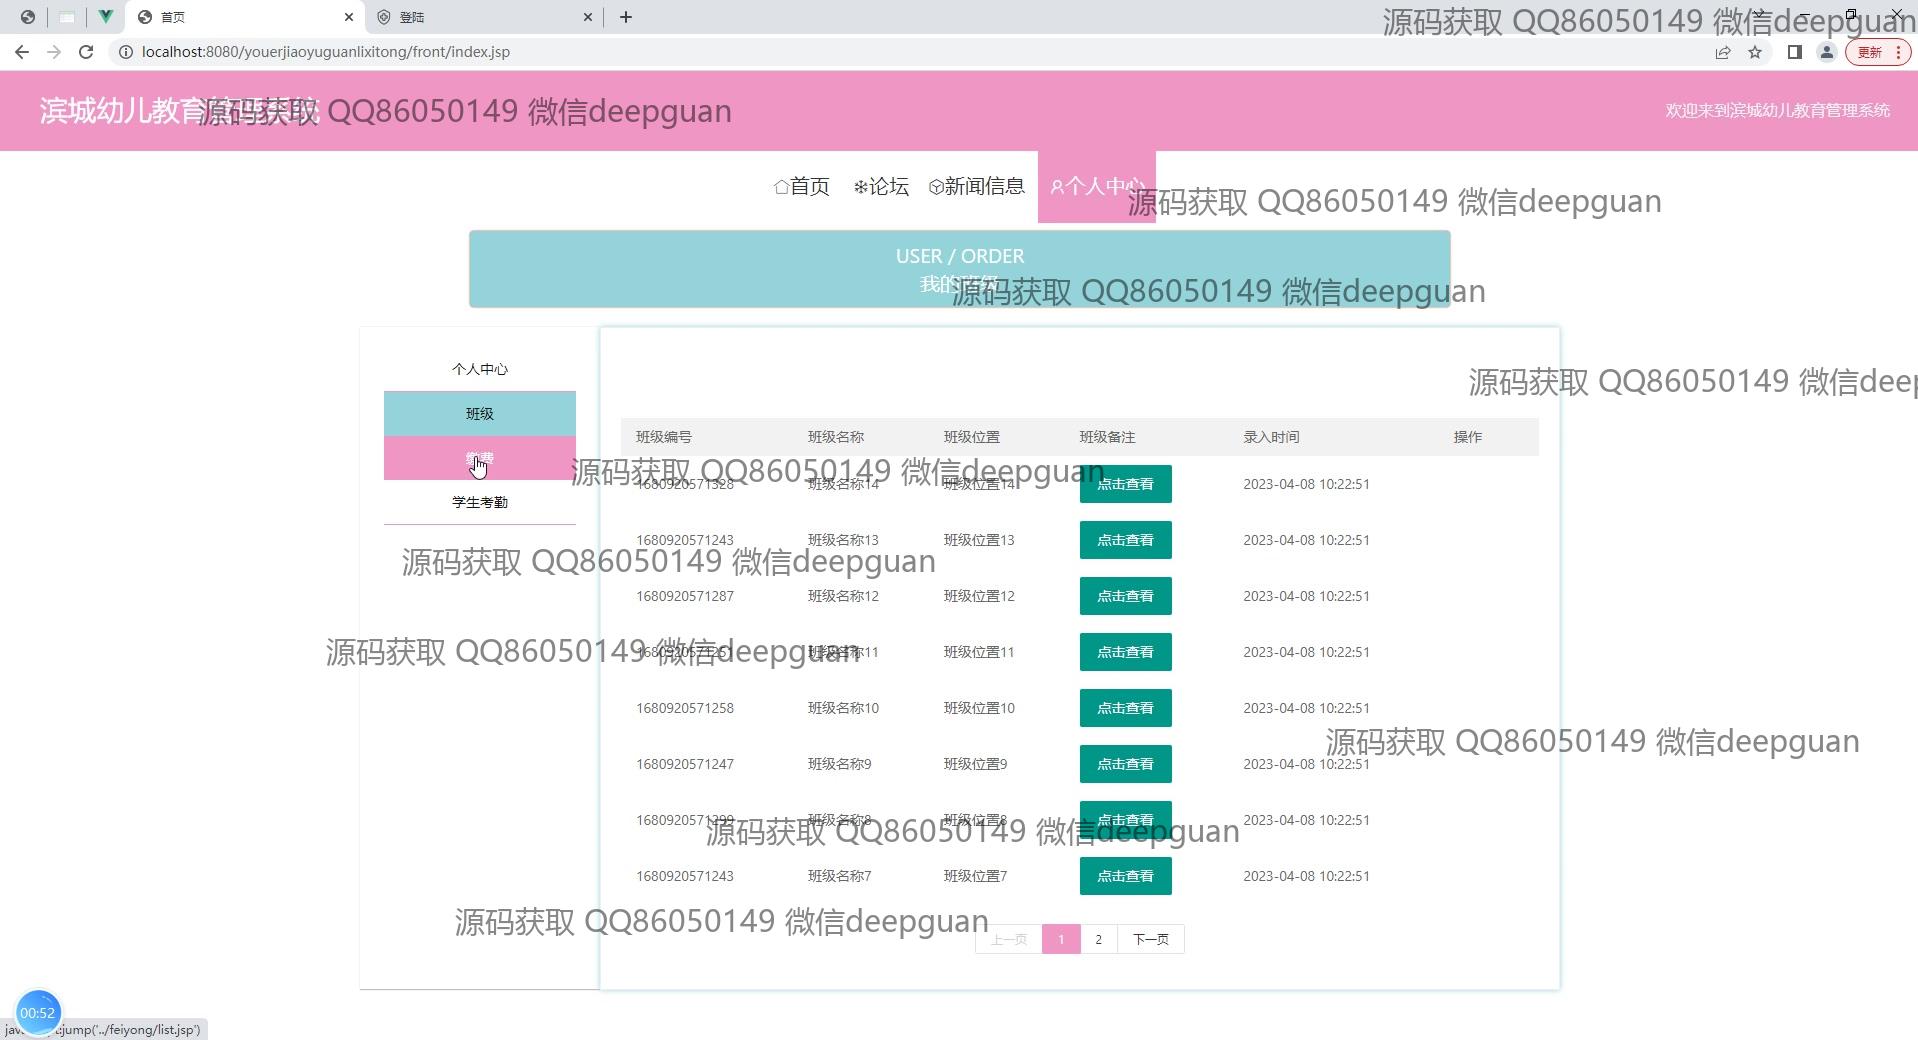 首页
登陆
源码获取 QQ86050149 微信deepguan
localhost:8080/youerjiaoyuguanlixitong/front/index.jsp
更新
滨城幼儿教育管理系统
源码获取 QQ86050149 微信deepguan
欢迎来到滨城幼儿教育管理系统
首页 论坛 新闻信息 个人中心
源码获取 QQ86050149 微信deepguan
USER / ORDER
我的班级
源码获取 QQ86050149 微信deepguan
个人中心
班级
缴费
学生考勤
源码获取 QQ86050149 微信deep
班级编号 班级名称 班级位置 班级备注 录入时间 操作
源码获取 QQ86050149 微信deepguan
1680920571328 班级名称14 班级位置14 点击查看 2023-04-08 10:22:51
1680920571243 班级名称13 班级位置13 点击查看 2023-04-08 10:22:51
源码获取 QQ86050149 微信deepguan
1680920571287 班级名称12 班级位置12 点击查看 2023-04-08 10:22:51
源码获取 QQ86050149 微信deepguan
1680920571251 班级名称11 班级位置11 点击查看 2023-04-08 10:22:51
1680920571258 班级名称10 班级位置10 点击查看 2023-04-08 10:22:51
源码获取 QQ86050149 微信deepguan
1680920571247 班级名称9 班级位置9 点击查看 2023-04-08 10:22:51
1680920571299 班级名称8 班级位置8 点击查看 2023-04-08 10:22:51
源码获取 QQ86050149 微信deepguan
1680920571243 班级名称7 班级位置7 点击查看 2023-04-08 10:22:51
源码获取 QQ86050149 微信deepguan
上一页 1 2 下一页
00:52
:jump('../feiyong/list.jsp')